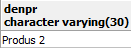 denpr
character varying(30)
Produs 2